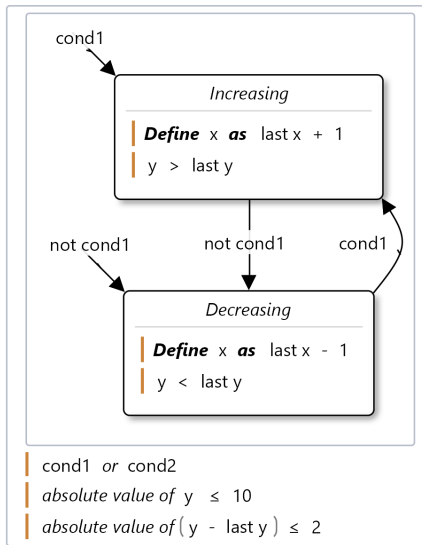 cond1
Increasing
Define x as last x + 1
y > last y
not cond1
not cond1
cond1
Decreasing
Define x as last x - 1
y < last y
cond1 or cond2
absolute value of y ≤ 10
absolute value of ( y - last y ) ≤ 2